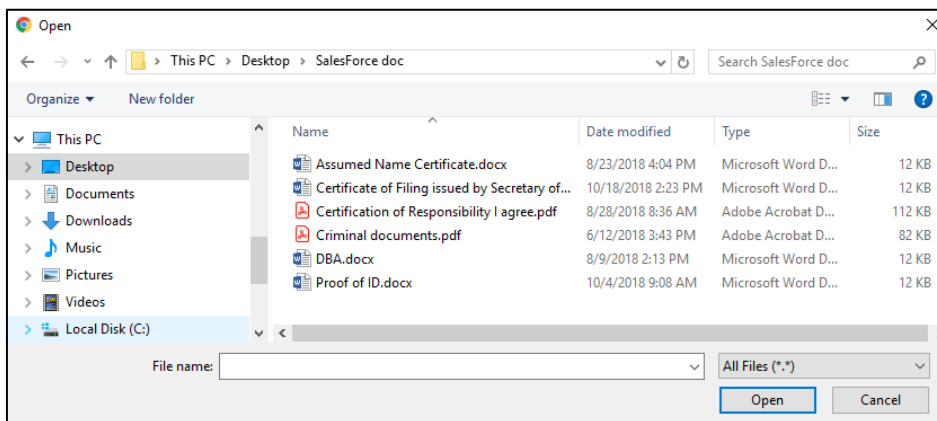 Open
This PC > Desktop > SalesForce doc
Search SalesForce doc
Organize
New folder
This PC
Desktop
Documents
Downloads
Music
Pictures
Videos
Local Disk (C:)
Name Date modified Type Size
Assumed Name Certificate.docx 8/23/2018 4:04 PM Microsoft Word D... 12 KB
Certificate of Filing issued by Secretary of... 10/18/2018 2:23 PM Microsoft Word D... 12 KB
Certification of Responsibility I agree.pdf 8/28/2018 8:36 AM Adobe Acrobat D... 112 KB
Criminal documents.pdf 6/12/2018 3:43 PM Adobe Acrobat D... 82 KB
DBA.docx 8/9/2018 2:13 PM Microsoft Word D... 12 KB
Proof of ID.docx 10/4/2018 9:08 AM Microsoft Word D... 12 KB
File name:
All Files (*.*)
Open
Cancel